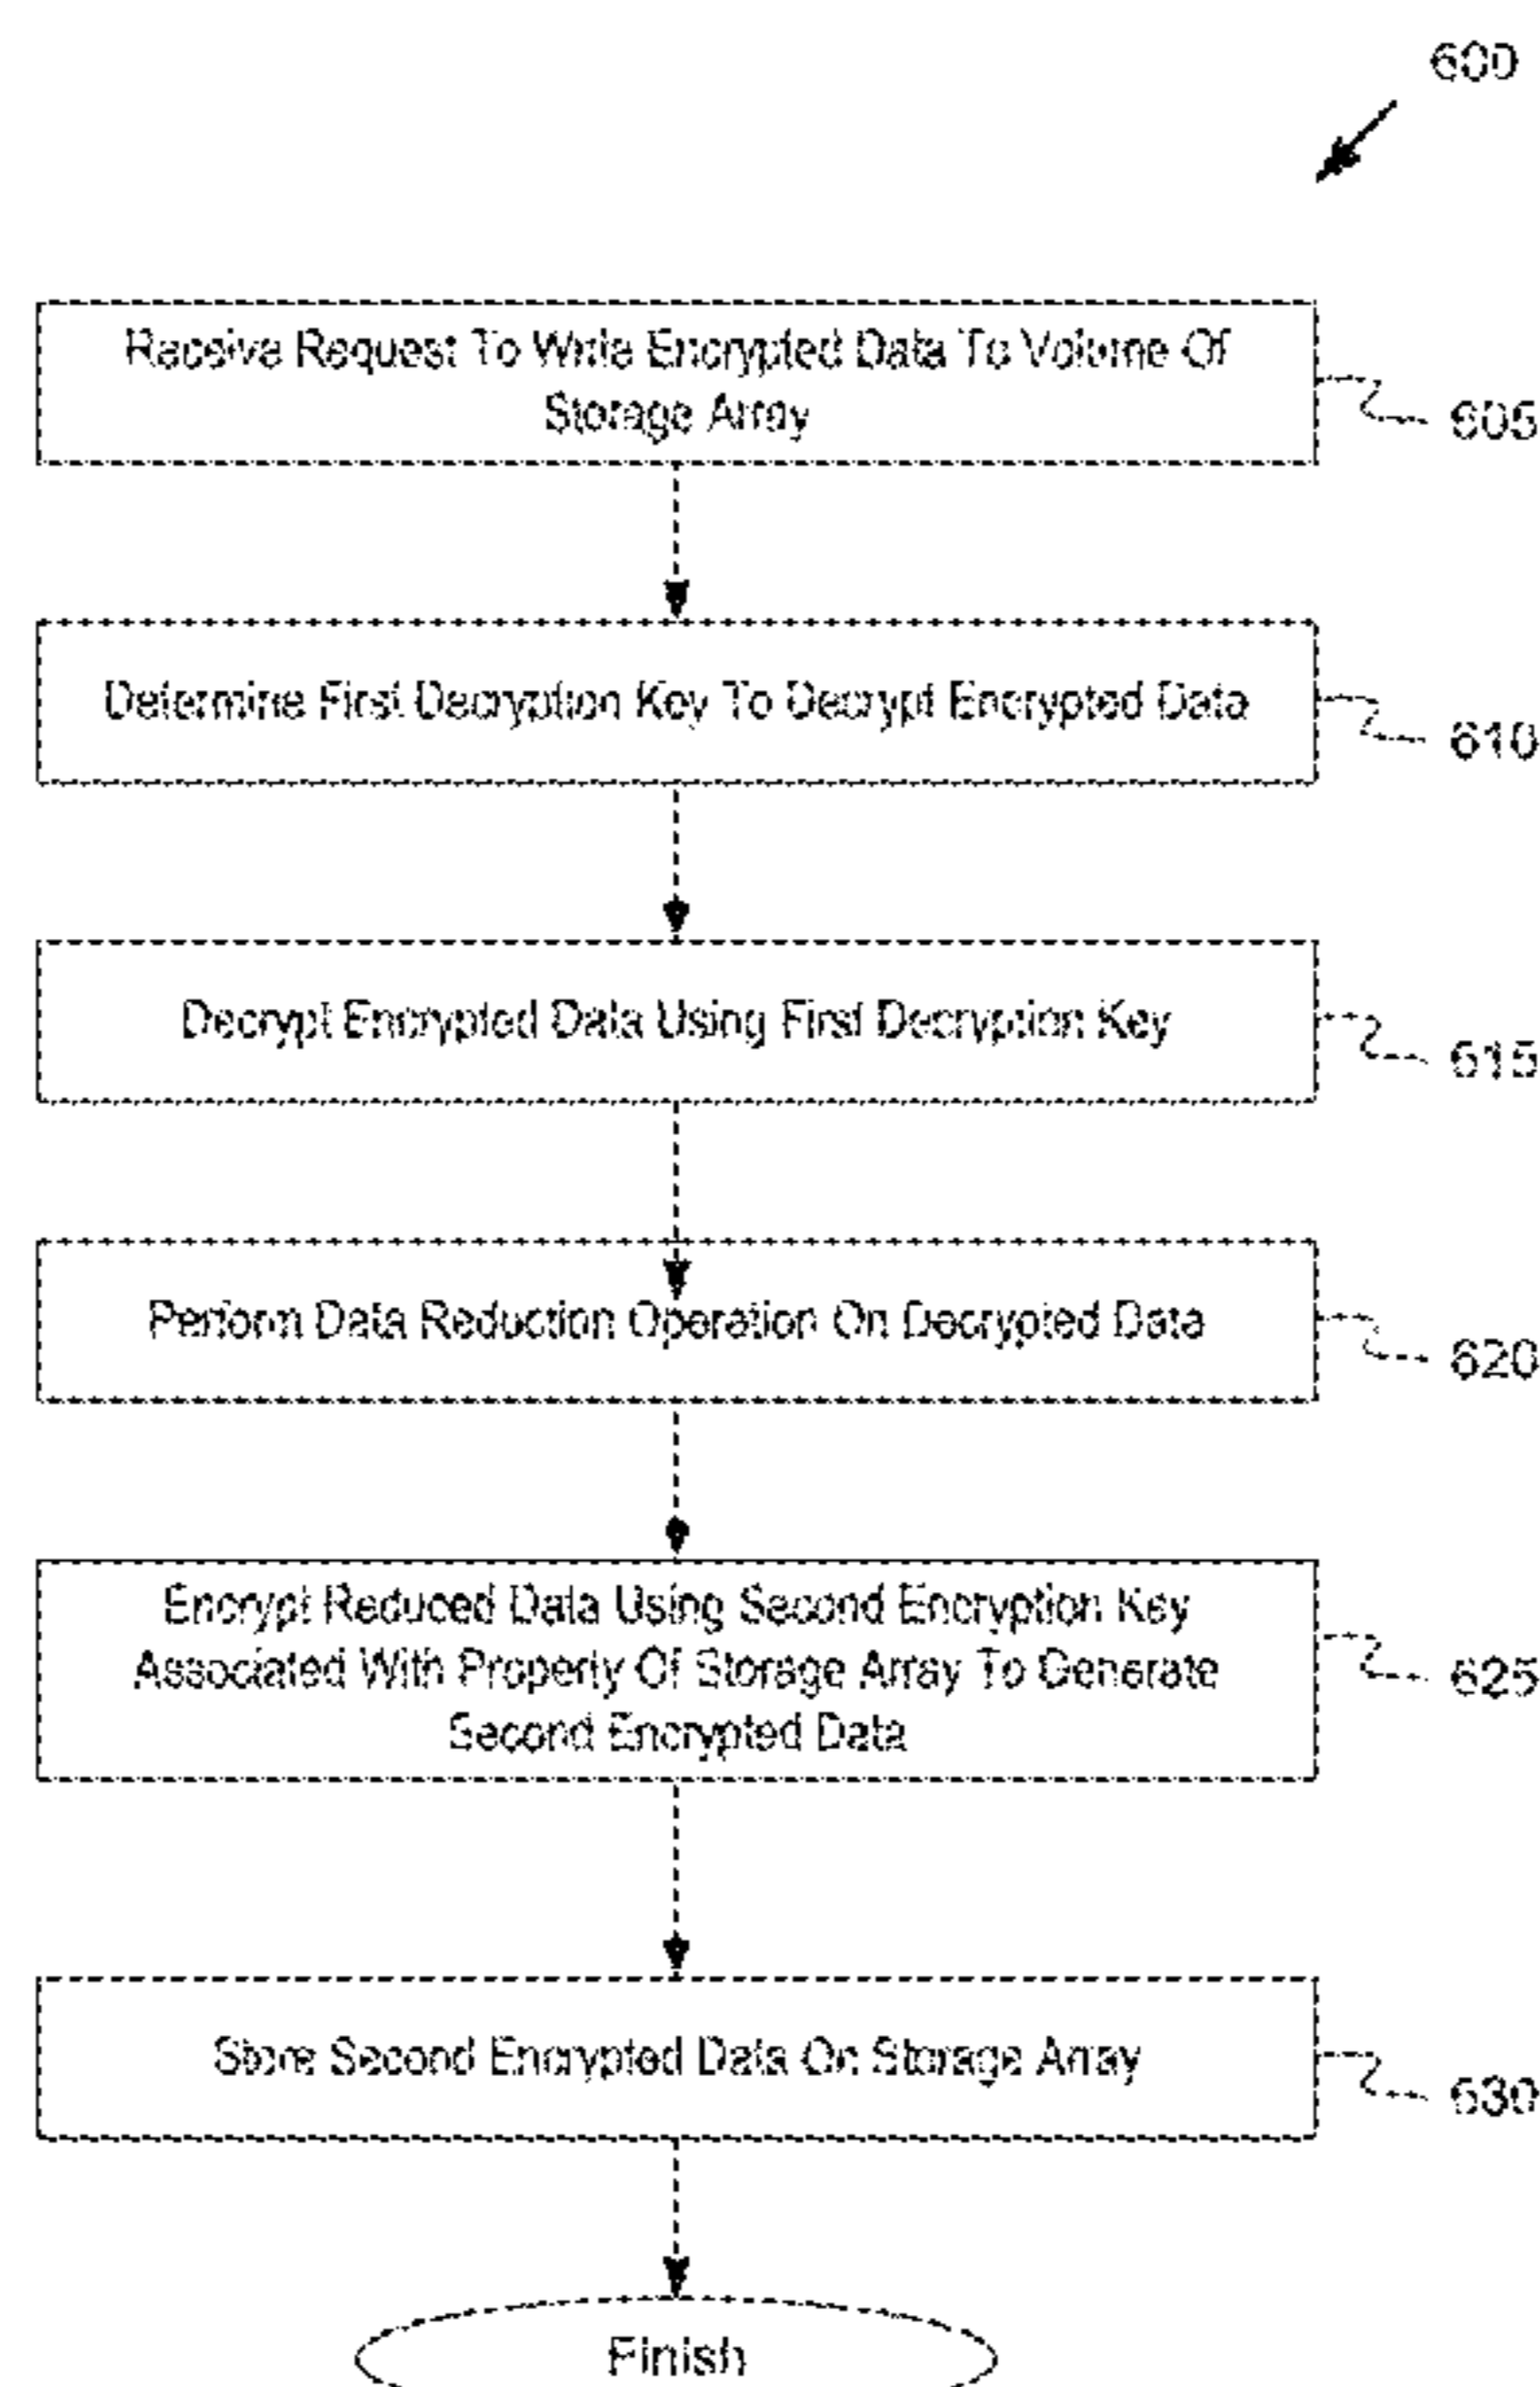 600
Receive Request To Write Encrypted Data To Volume Of
Storage Array
605
Determine First Decryption Key To Decrypt Encrypted Data
610
Decrypt Encrypted Data Using First Decryption Key
615
Perform Data Reduction Operation On Decrypted Data
620
Encrypt Reduced Data Using Second Encryption Key
Associated With Property Of Storage Array To Generate
Second Encrypted Data
625
Store Second Encrypted Data On Storage Array
630
Finish